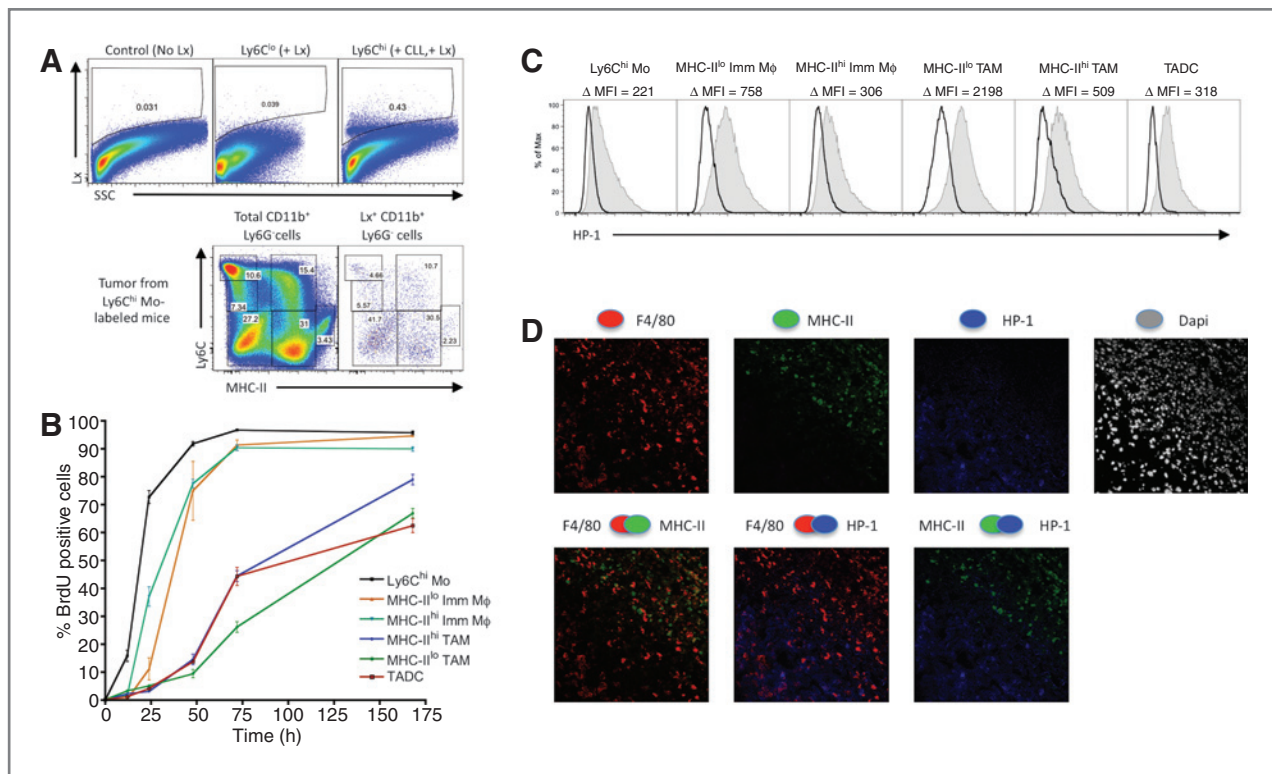 A
Control (No Lx)
Ly6C^lo (+ Lx)
Ly6C^hi (+ CLL,+ Lx)
0.031
0.039
0.43
Lx
SSC
Total CD11b⁺
Ly6G⁻cells
Lx⁺ CD11b⁺
Ly6G⁻ cells
Tumor from
Ly6C^hi Mo-
labeled mice
10.6
15.4
7.34
27.2
31
3.43
4.66
10.7
5.57
41.7
30.5
2.23
Ly6C
MHC-II
B
% BrdU positive cells
100
90
80
70
60
50
40
30
20
10
0
0 25 50 75 100 125 150 175
Time (h)
Ly6C^hi Mo
MHC-II^lo Imm Mϕ
MHC-II^hi Imm Mϕ
MHC-II^hi TAM
MHC-II^lo TAM
TADC
C
Ly6C^hi Mo
Δ MFI = 221
MHC-II^lo Imm Mϕ
Δ MFI = 758
MHC-II^hi Imm Mϕ
Δ MFI = 306
MHC-II^lo TAM
Δ MFI = 2198
MHC-II^hi TAM
Δ MFI = 509
TADC
Δ MFI = 318
% of Max
100
80
60
40
20
0
HP-1
D
F4/80
MHC-II
HP-1
Dapi
F4/80 MHC-II
F4/80 HP-1
MHC-II HP-1